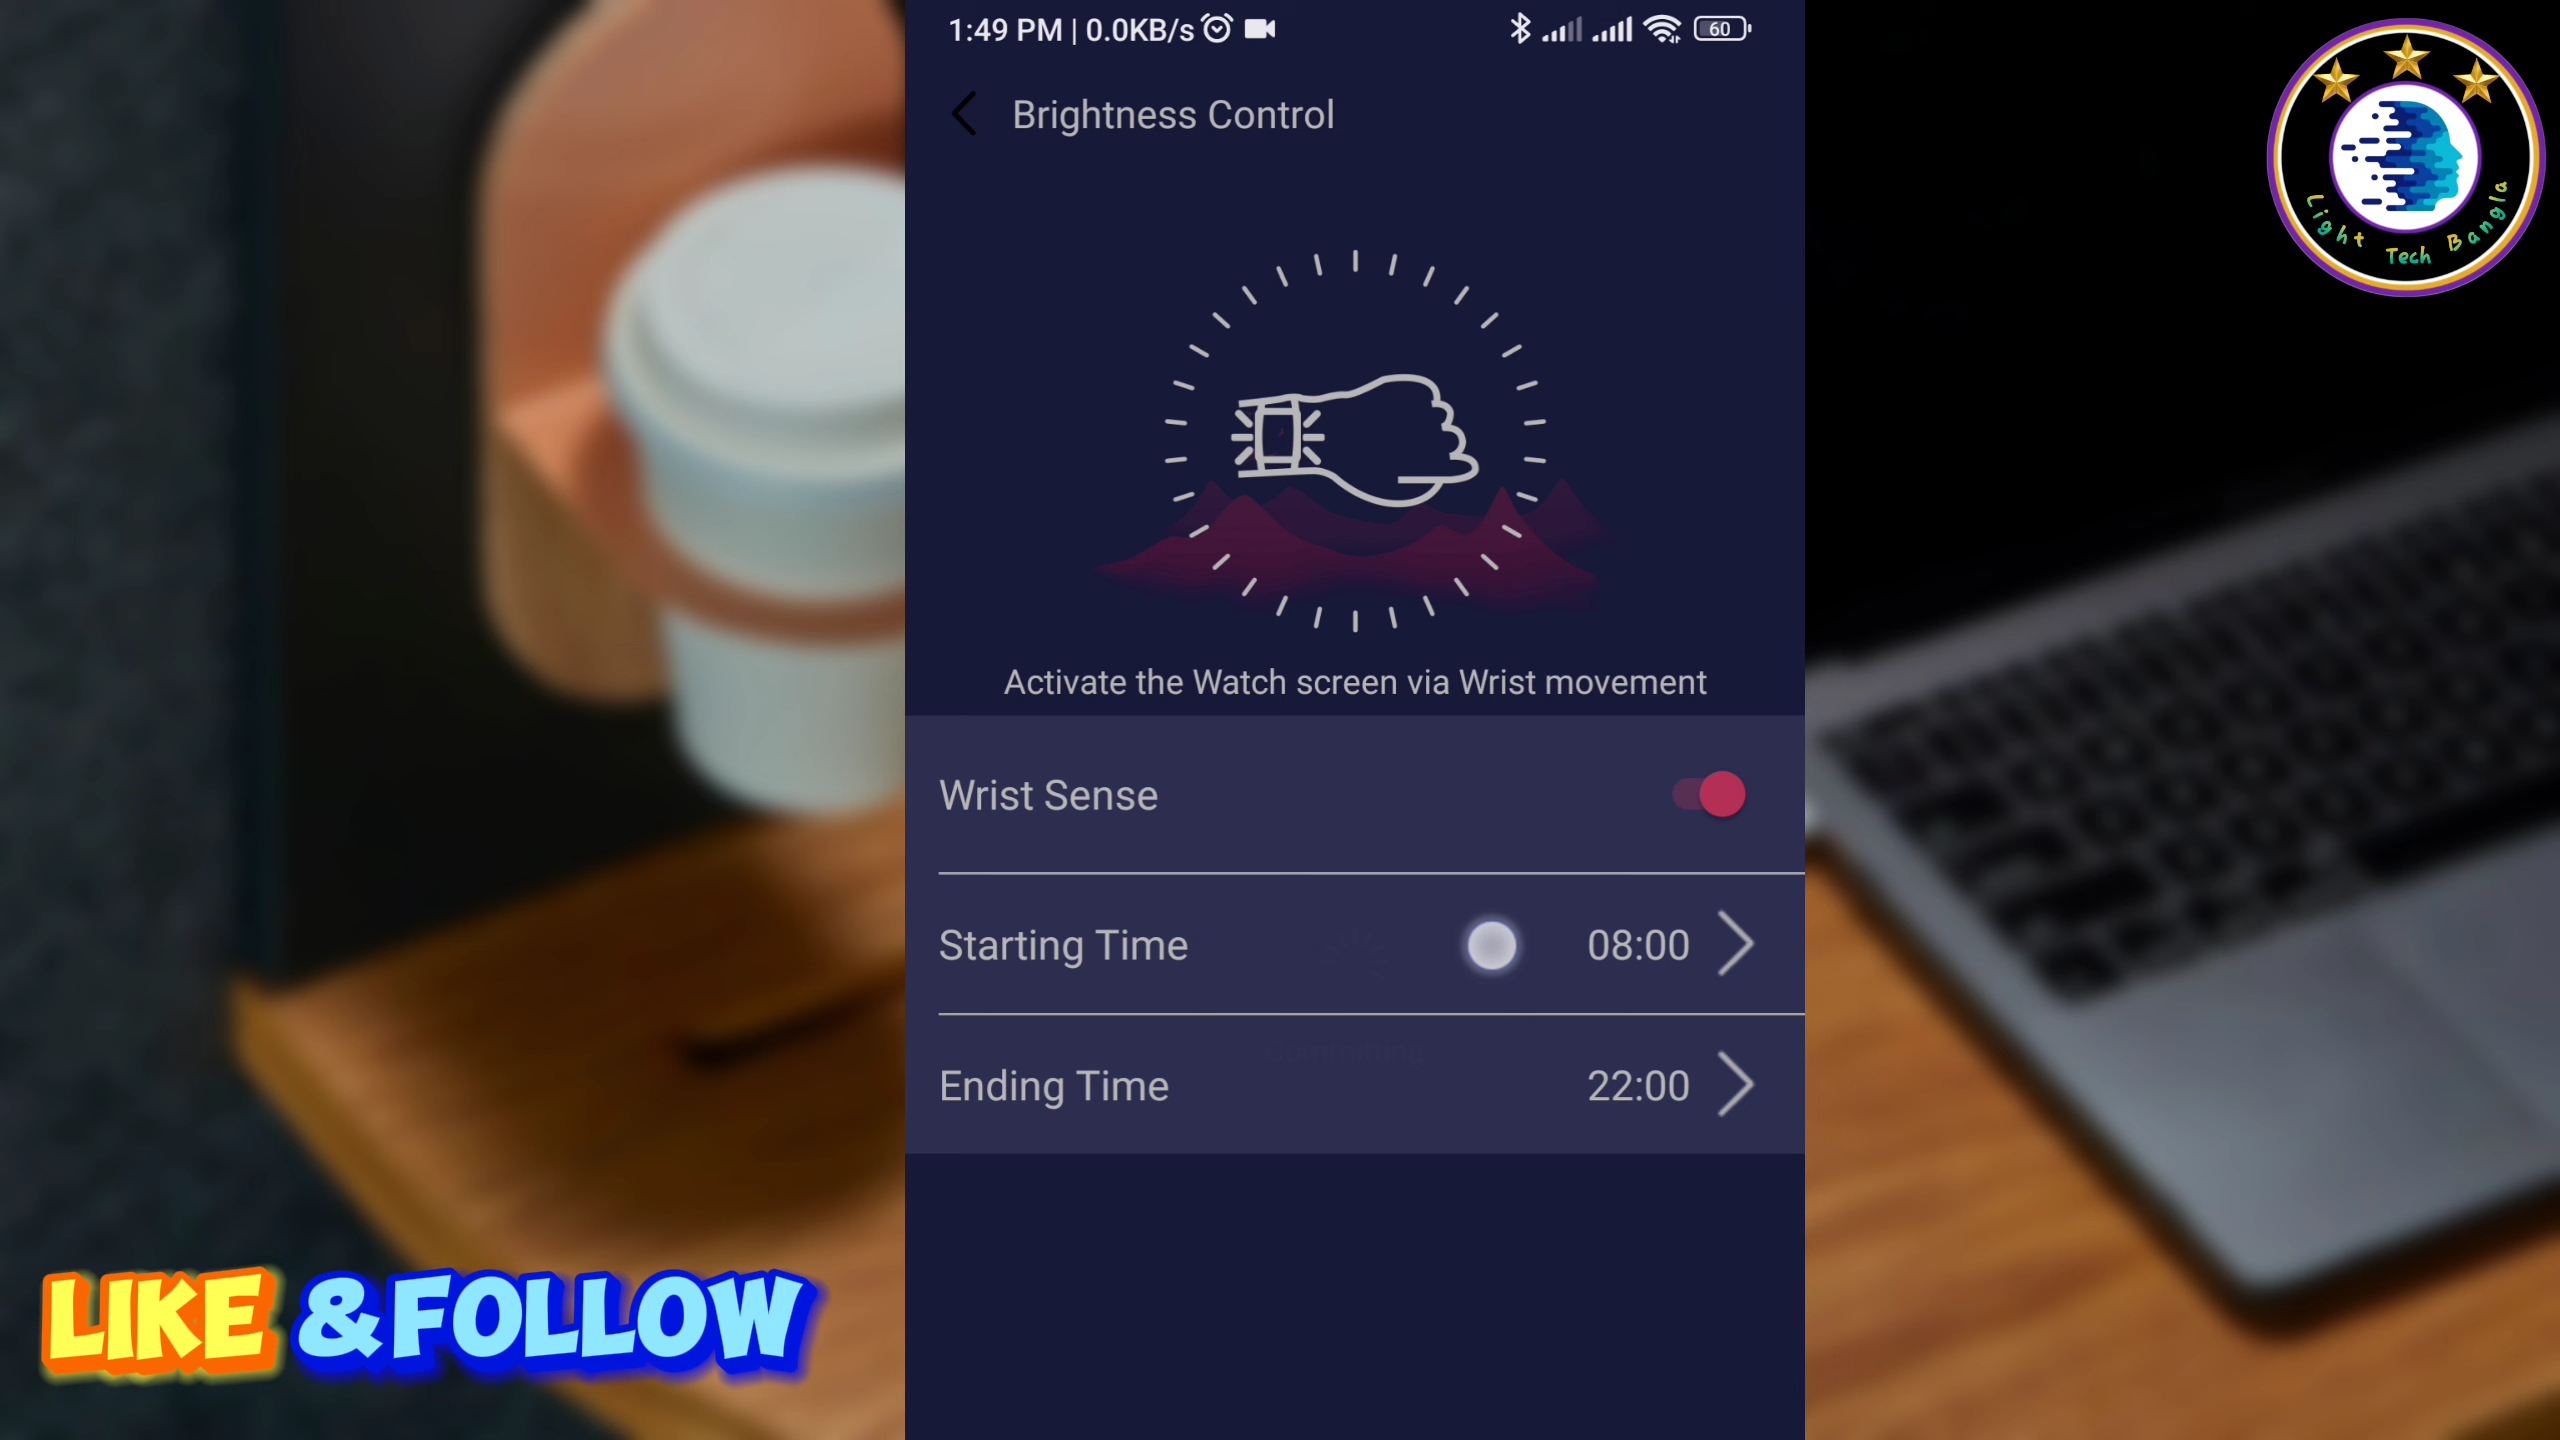 1:49 PM | 0.0KB/s
60
Brightness Control
Light Tech Bangla
Activate the Watch screen via Wrist movement
Wrist Sense
Starting Time 08:00
Committing
Ending Time 22:00
LIKE &FOLLOW